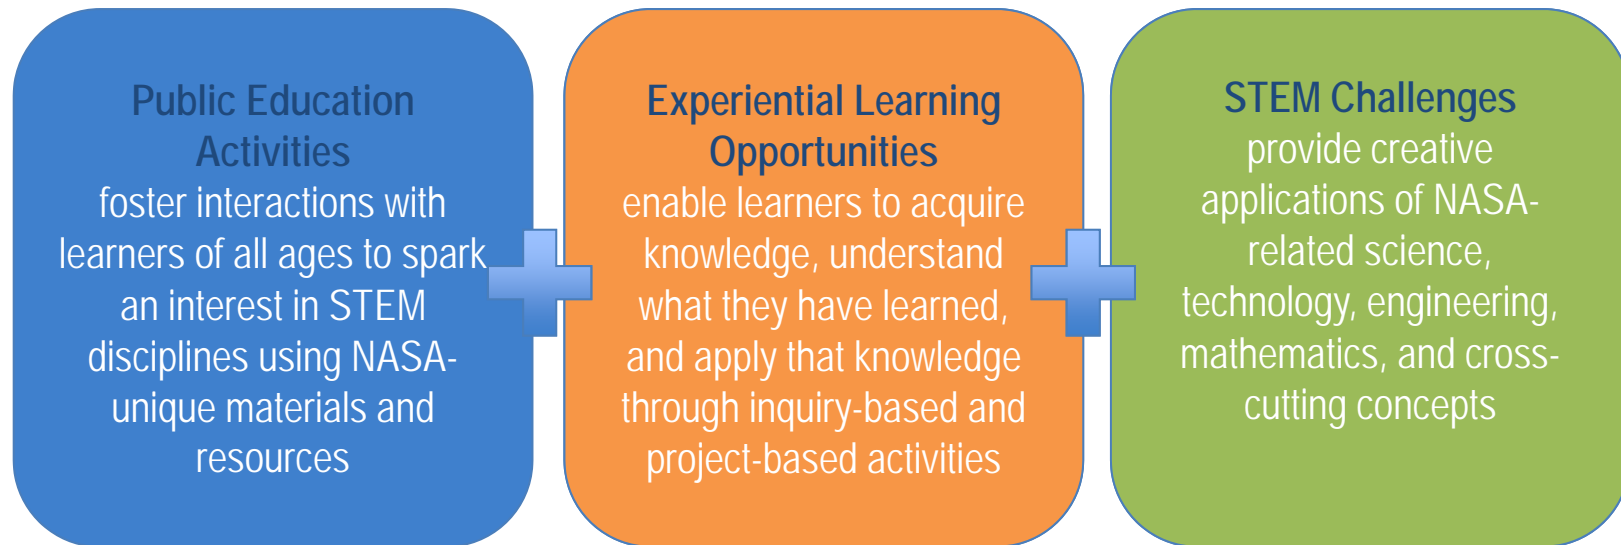 Public Education
Activities
foster interactions with
learners of all ages to spark
an interest in STEM
disciplines using NASA-
unique materials and
resources
Experiential Learning
Opportunities
enable learners to acquire
knowledge, understand
what they have learned,
and apply that knowledge
through inquiry-based and
project-based activities
STEM Challenges
provide creative
applications of NASA-
related science,
technology, engineering,
mathematics, and cross-
cutting concepts